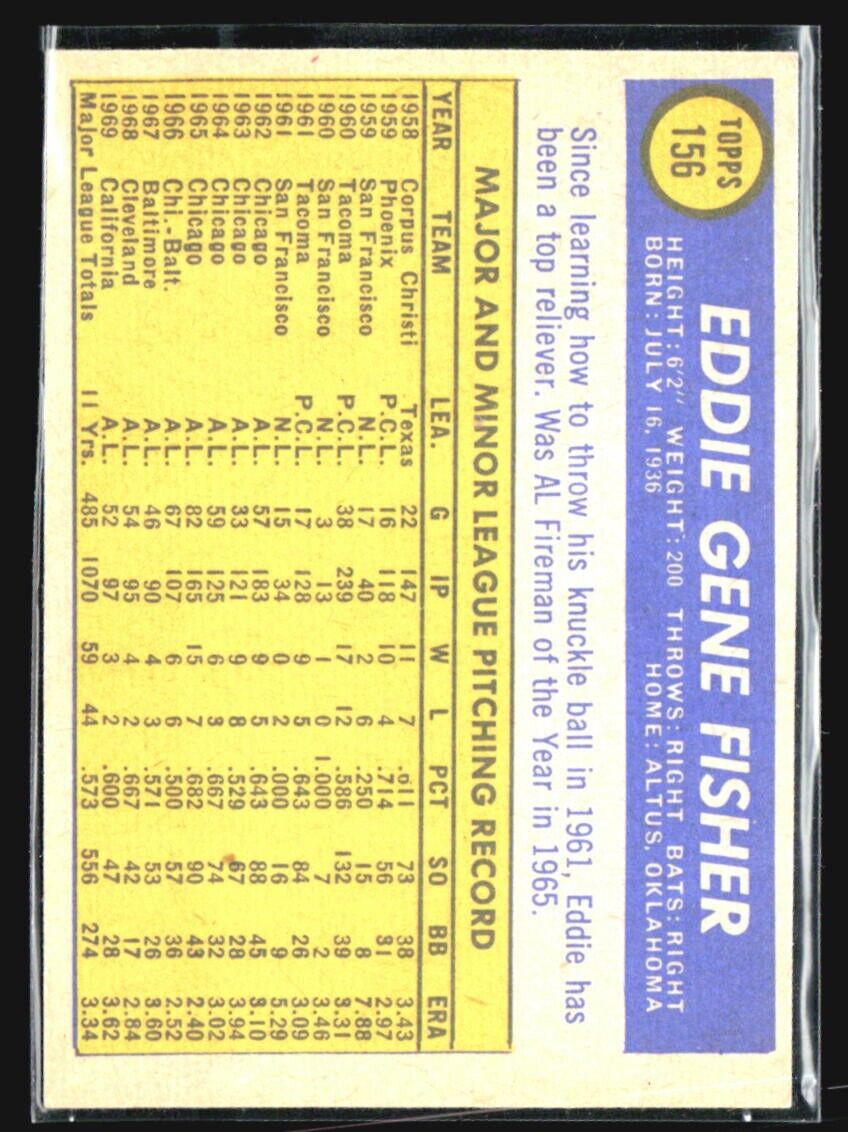 TOPPS
156
EDDIE GENE FISHER
HEIGHT: 6'2" WEIGHT: 200 THROWS: RIGHT BATS: RIGHT
BORN: JULY 16, 1936 HOME: ALTUS, OKLAHOMA
Since learning how to throw his knuckle ball in 1961, Eddie has
been a top reliever. Was AL Fireman of the Year in 1965.
MAJOR AND MINOR LEAGUE PITCHING RECORD
YEAR TEAM LEA. G IP W L PCT SO BB ERA
1958 Corpus Christi Texas 22 147 11 7 .611 73 38 3.43
1959 Phoenix P.C.L. 16 118 10 4 .714 56 31 2.97
1959 San Francisco N.L. 17 40 2 6 .250 15 8 7.88
1960 Tacoma P.C.L. 38 239 17 12 .586 132 39 3.31
1960 San Francisco N.L. 3 13 1 0 1.000 7 2 3.46
1961 Tacoma P.C.L. 17 128 9 5 .643 84 26 3.09
1961 San Francisco N.L. 15 34 0 2 .000 16 9 5.29
1962 Chicago A.L. 57 183 9 5 .643 88 45 3.10
1963 Chicago A.L. 33 121 9 8 .529 67 28 3.94
1964 Chicago A.L. 59 125 6 3 .667 74 32 3.02
1965 Chicago A.L. 82 165 15 7 .682 90 43 2.40
1966 Chi.-Balt. A.L. 67 107 6 6 .500 57 36 2.52
1967 Baltimore A.L. 46 90 4 3 .571 53 26 3.60
1968 Cleveland A.L. 54 95 4 2 .667 42 17 2.84
1969 California A.L. 52 97 3 2 .600 47 28 3.62
Major League Totals 11 Yrs. 485 1070 59 44 .573 556 274 3.34